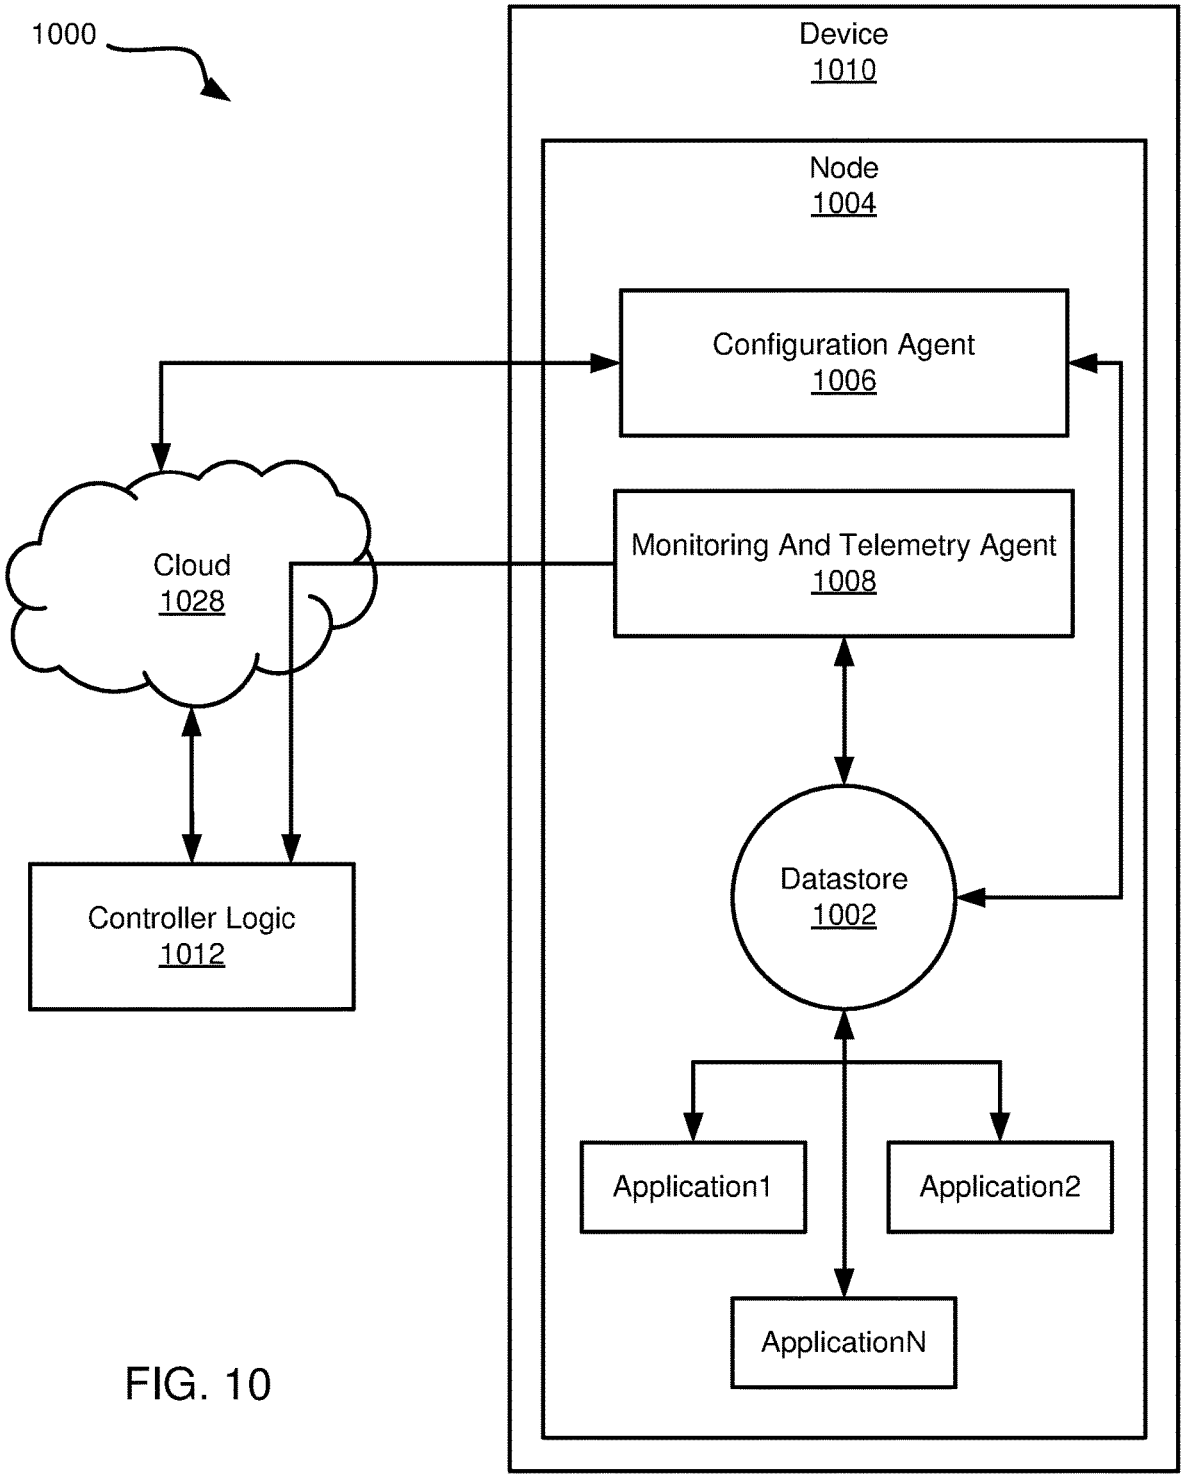 1000
Device
1010
Node
1004
Configuration Agent
1006
Monitoring And Telemetry Agent
1008
Cloud
1028
Datastore
1002
Controller Logic
1012
Application1
Application2
ApplicationN
FIG. 10